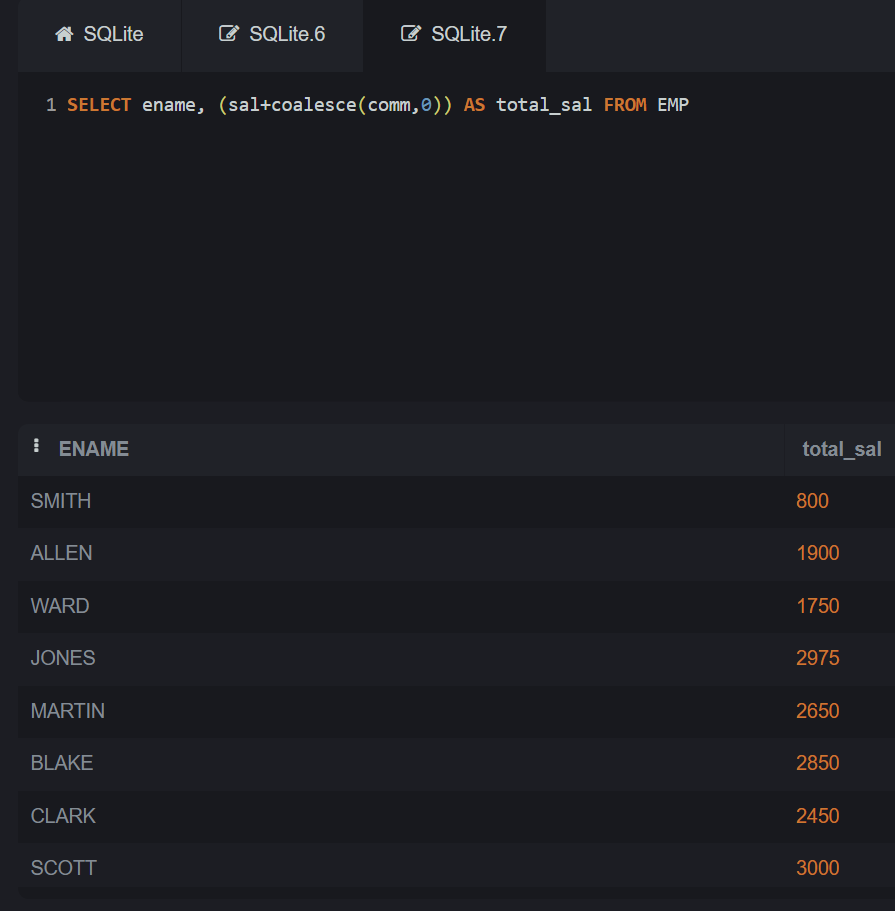 SQLite SQLite.6 SQLite.7
1 SELECT ename, (sal+coalesce(comm,0)) AS total_sal FROM EMP
ENAME total_sal
SMITH 800
ALLEN 1900
WARD 1750
JONES 2975
MARTIN 2650
BLAKE 2850
CLARK 2450
SCOTT 3000